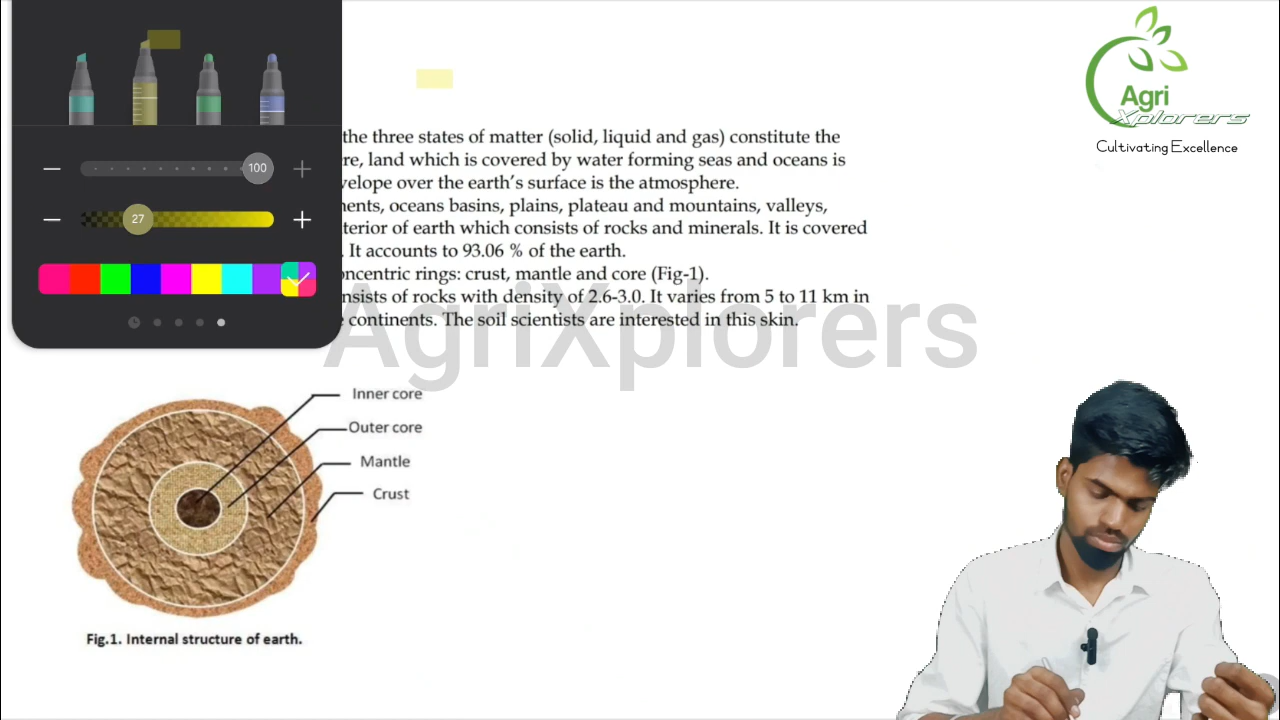 100
27
the three states of matter (solid, liquid and gas) constitute the
re, land which is covered by water forming seas and oceans is
velope over the earth's surface is the atmosphere.
nents, oceans basins, plains, plateau and mountains, valleys,
terior of earth which consists of rocks and minerals. It is covered
. It accounts to 93.06 % of the earth.
oncentric rings: crust, mantle and core (Fig-1).
nsists of rocks with density of 2.6-3.0. It varies from 5 to 11 km in
e continents. The soil scientists are interested in this skin.
AgriXplorers
Inner core
Outer core
Mantle
Crust
Fig.1. Internal structure of earth.
Agri
Xplorers
Cultivating Excellence